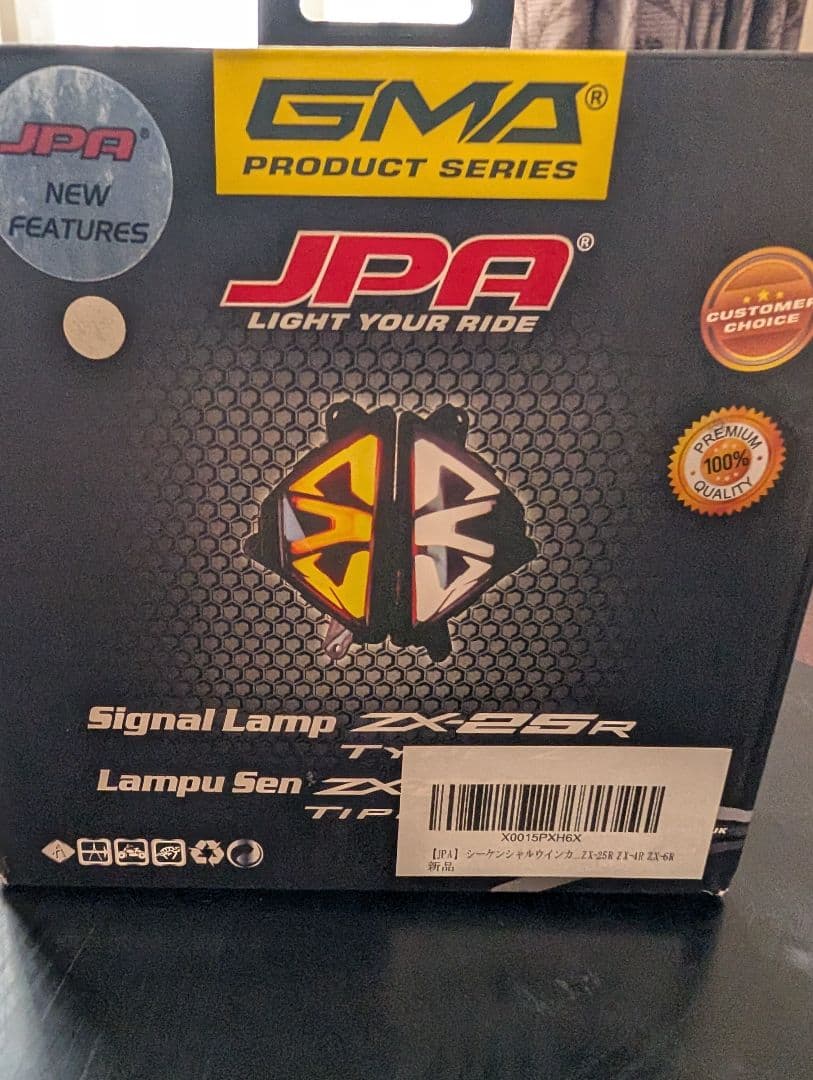 GMA®
PRODUCT SERIES
JPA®
NEW
FEATURES
JPA®
LIGHT YOUR RIDE
CUSTOMER
CHOICE
PREMIUM
100%
QUALITY
Signal Lamp ZX-25R
Lampu Sen
X0015PXH6X
【JPA】 シーケンシャルウインカ...ZX-25R ZX-4R ZX-6R
新品